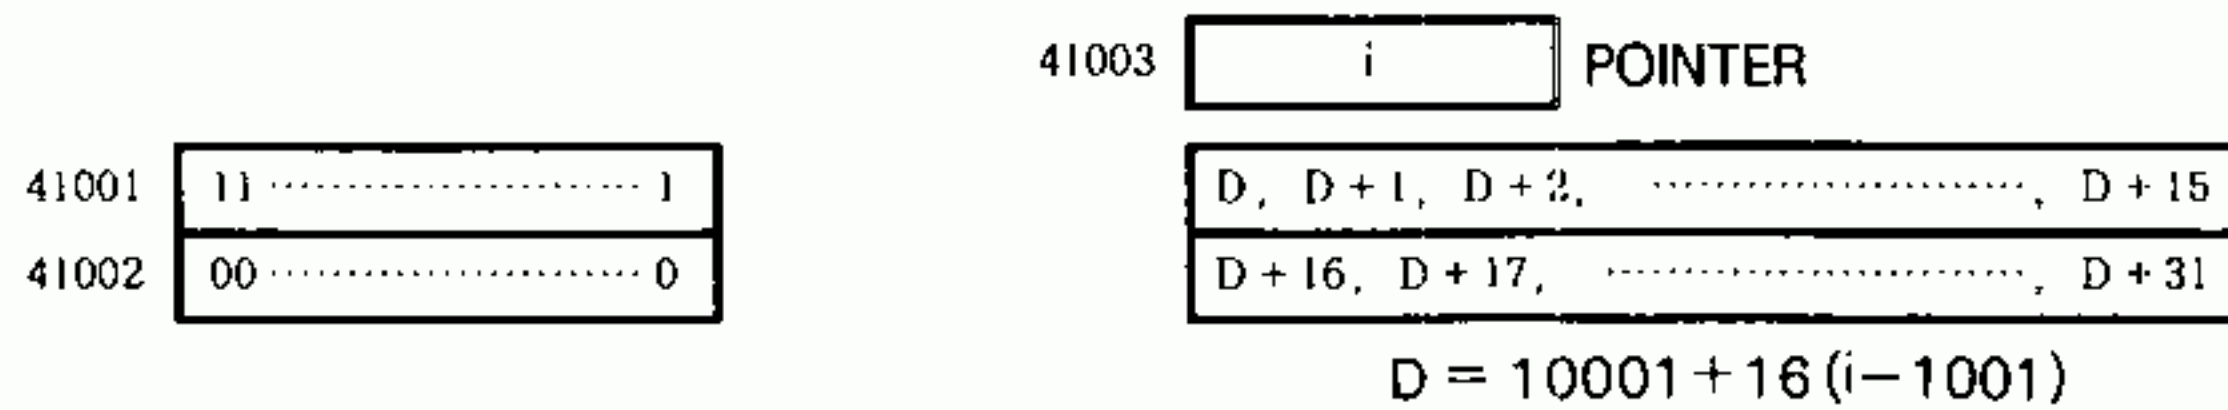 41003 i POINTER
41001 11 ···················· 1 D, D + 1, D + 2, ····················, D + 15
41002 00 ···················· 0 D + 16, D + 17, ····················, D + 31
D = 10001 + 16 (i − 1001)